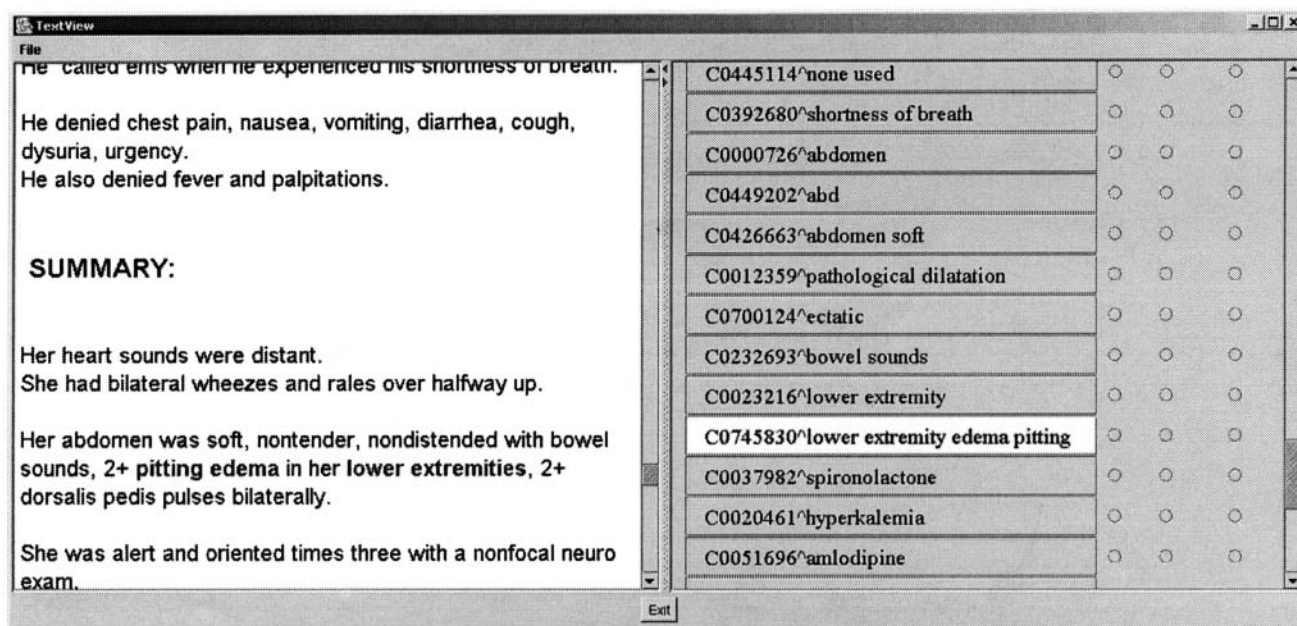 TextView
File
He called ems when he experienced his shortness of breath.
He denied chest pain, nausea, vomiting, diarrhea, cough,
dysuria, urgency.
He also denied fever and palpitations.
SUMMARY:
Her heart sounds were distant.
She had bilateral wheezes and rales over halfway up.
Her abdomen was soft, nontender, nondistended with bowel
sounds, 2+ pitting edema in her lower extremities, 2+
dorsalis pedis pulses bilaterally.
She was alert and oriented times three with a nonfocal neuro
exam.
C0445114^none used
C0392680^shortness of breath
C0000726^abdomen
C0449202^abd
C0426663^abdomen soft
C0012359^pathological dilatation
C0700124^ectatic
C0232693^bowel sounds
C0023216^lower extremity
C0745830^lower extremity edema pitting
C0037982^spironolactone
C0020461^hyperkalemia
C0051696^amlodipine
Exit